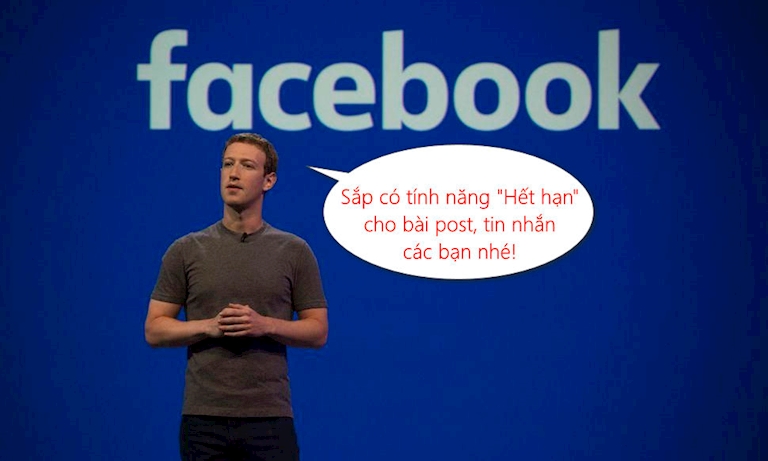 facebook
Sắp có tính năng "Hết hạn"
cho bài post, tin nhắn
các bạn nhé!